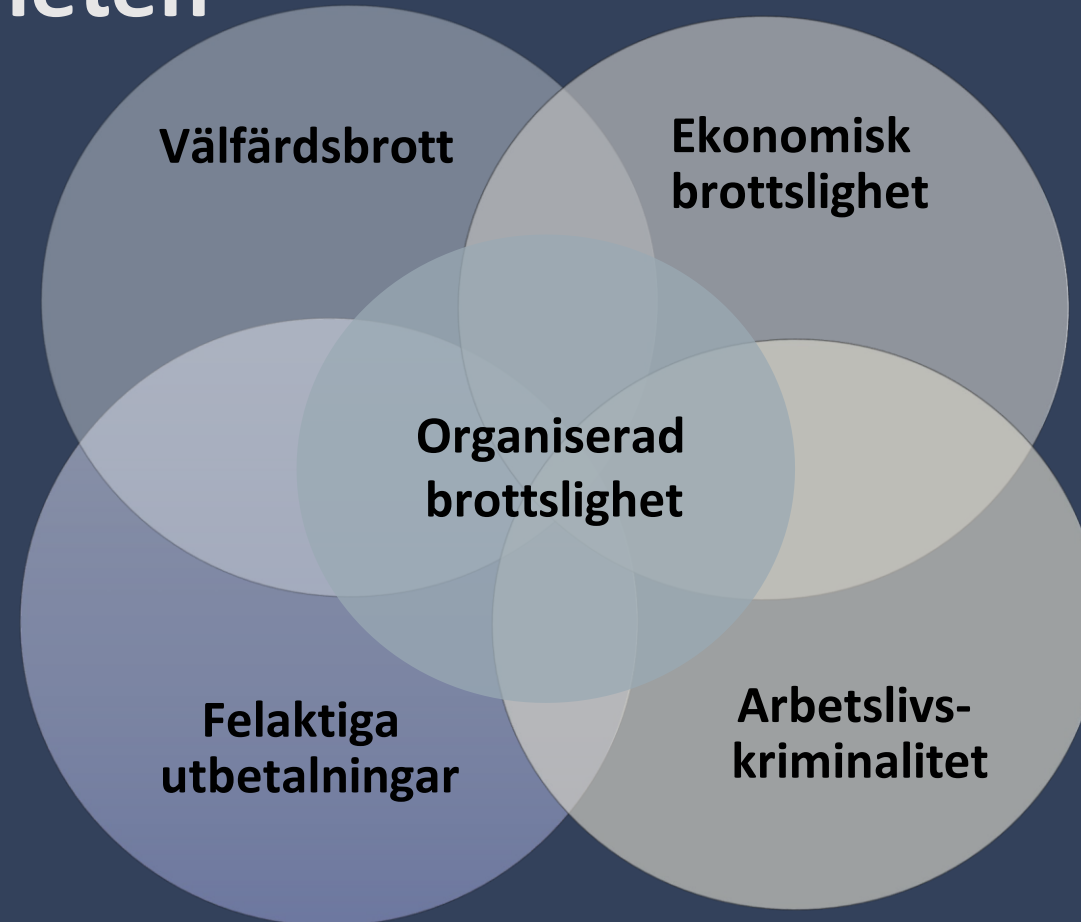 Välfärdsbrott
Ekonomisk
brottslighet
Organiserad
brottslighet
Felaktiga
utbetalningar
Arbetslivs-
kriminalitet